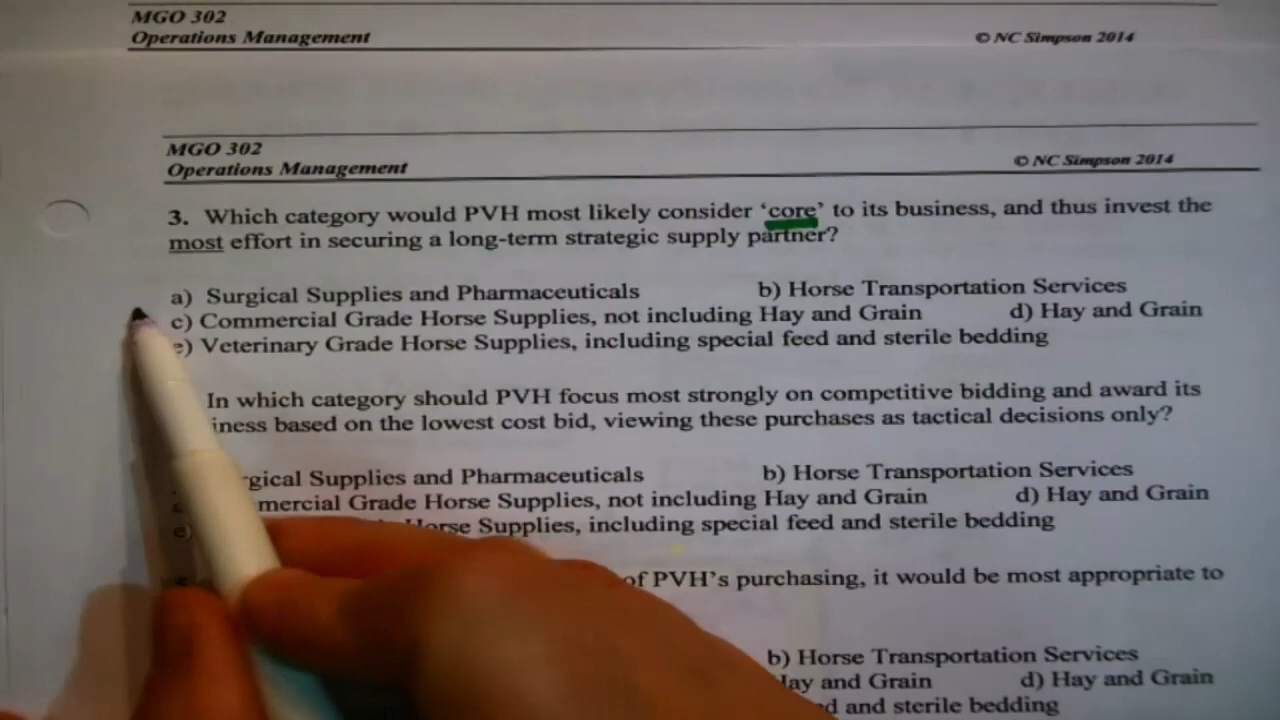 MGO 302
Operations Management © NC Simpson 2014
MGO 302
Operations Management © NC Simpson 2014
3. Which category would PVH most likely consider ‘core’ to its business, and thus invest the
most effort in securing a long-term strategic supply partner?
a) Surgical Supplies and Pharmaceuticals b) Horse Transportation Services
c) Commercial Grade Horse Supplies, not including Hay and Grain d) Hay and Grain
e) Veterinary Grade Horse Supplies, including special feed and sterile bedding
In which category should PVH focus most strongly on competitive bidding and award its
based on the lowest cost bid, viewing these purchases as tactical decisions only?
Supplies and Pharmaceuticals b) Horse Transportation Services
Grade Horse Supplies, not including Hay and Grain d) Hay and Grain
e) Supplies, including special feed and sterile bedding
of PVH’s purchasing, it would be most appropriate to
b) Horse Transportation Services
and Grain d) Hay and Grain
and sterile bedding